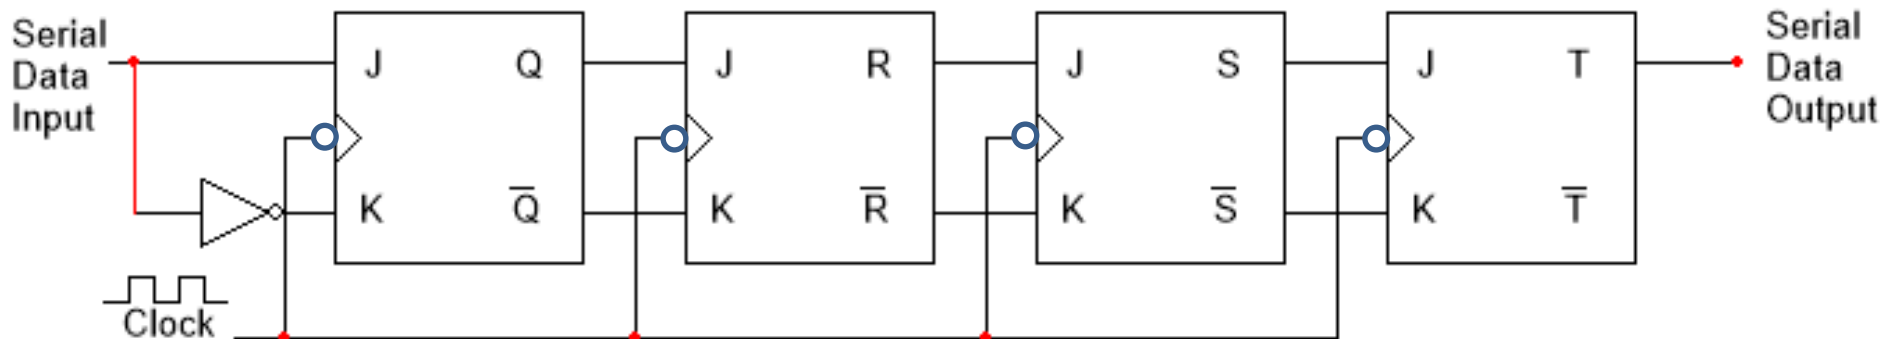 Serial
Data
Input
J Q
K Q̅
J R
K R̅
J S
K S̅
J T
K T̅
Serial
Data
Output
Clock